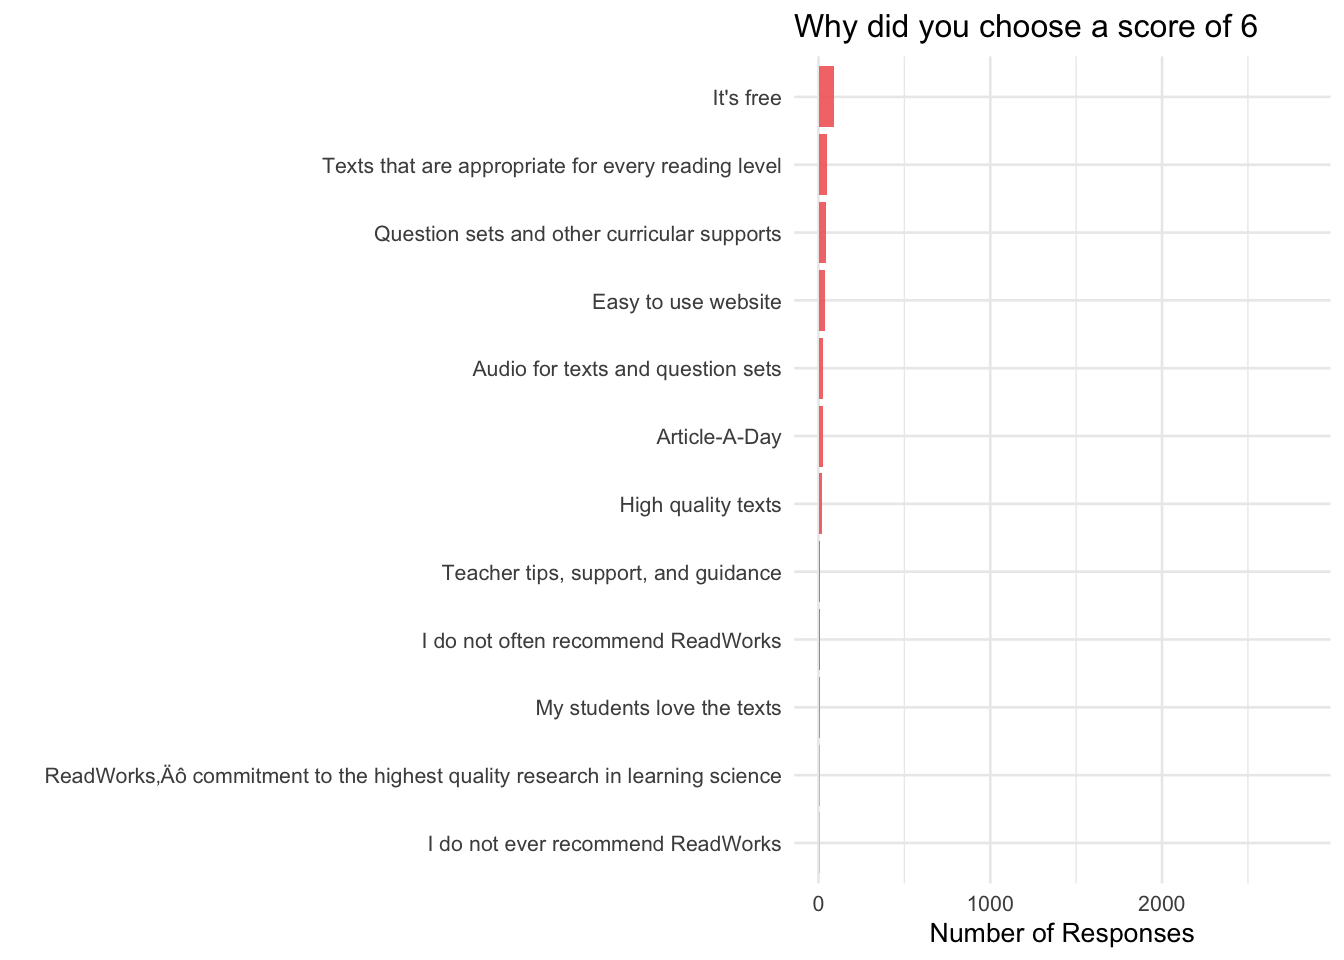 Why did you choose a score of 6
It's free
Texts that are appropriate for every reading level
Question sets and other curricular supports
Easy to use website
Audio for texts and question sets
Article-A-Day
High quality texts
Teacher tips, support, and guidance
I do not often recommend ReadWorks
My students love the texts
ReadWorks‚Äô commitment to the highest quality research in learning science
I do not ever recommend ReadWorks
0 1000 2000
Number of Responses